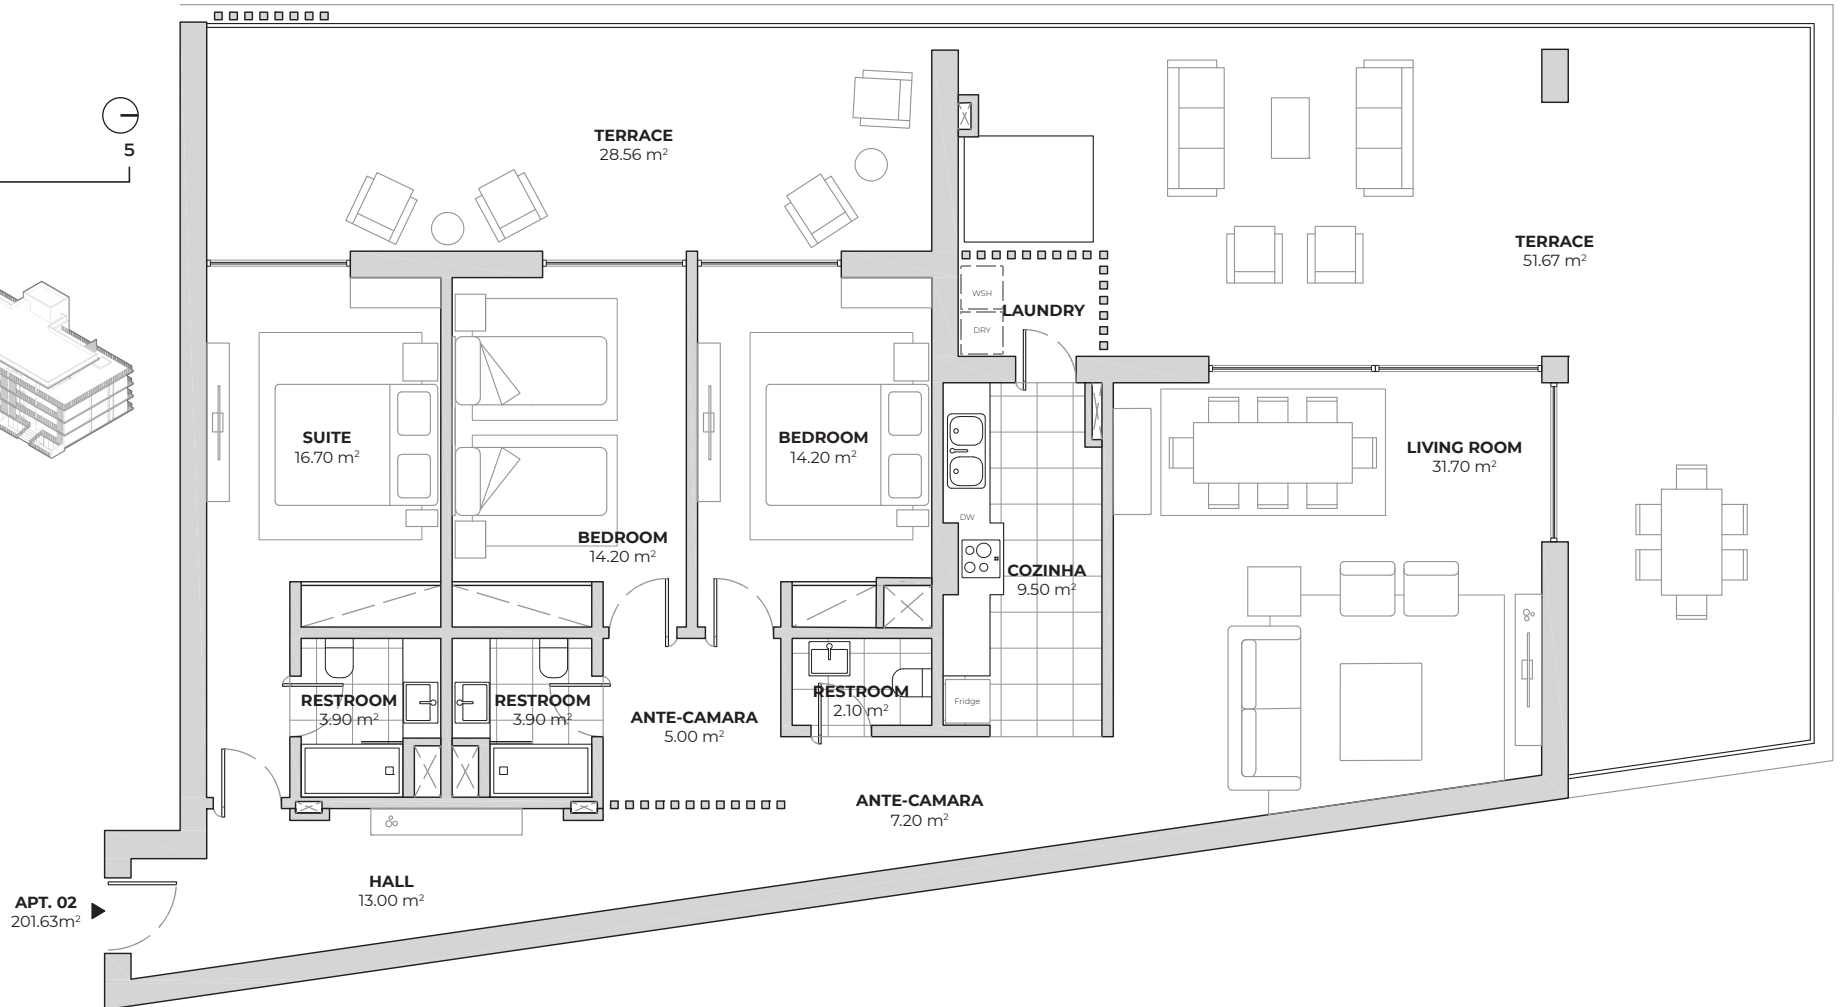 5
TERRACE
28.56 m²
TERRACE
51.67 m²
WSH
LAUNDRY
DRY
SUITE
16.70 m²
BEDROOM
14.20 m²
LIVING ROOM
31.70 m²
DW
BEDROOM
14.20 m²
COZINHA
9.50 m²
RESTROOM
3.90 m²
RESTROOM
3.90 m²
RESTROOM
2.10 m²
Fridge
ANTE-CAMARA
5.00 m²
ANTE-CAMARA
7.20 m²
HALL
13.00 m²
APT. 02
201.63m²